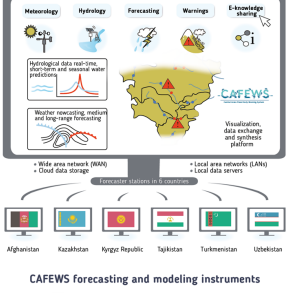 Meteorology
Hydrology
Forecasting
Warnings
E-knowledge
sharing
Hydrological data real-time,
short-term and seasonal water
predictions
Weather nowcasting, medium
and long-range forecasting
CAFEWS
Visualization,
data exchange
and synthesis
platform
• Wide area network (WAN)
• Cloud data storage
• Local area networks (LANs)
• Local data servers
Forecaster stations in 6 countries
Afghanistan
Kazakhstan
Kyrgyz Republic
Tajikistan
Turkmenistan
Uzbekistan
CAFEWS forecasting and modeling instruments